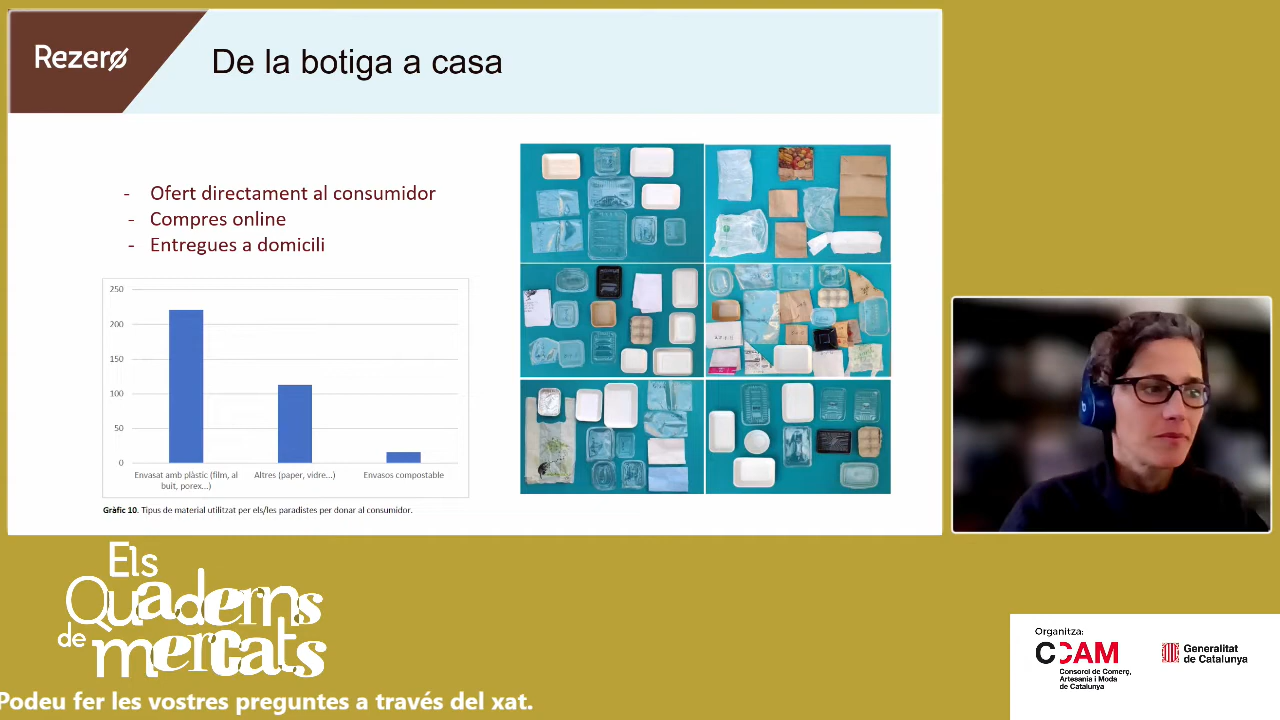 Rezero
De la botiga a casa
- Ofert directament al consumidor
- Compres online
- Entregues a domicili
250
200
150
100
50
0
Envasat amb plàstic (film, al
buit, porex...)
Altres (paper, vidre...)
Envasos compostable
Gràfic 10. Tipus de material utilitzat per els/les paradistes per donar al consumidor.
Els
Quaderns
de mercats
Podeu fer les vostres preguntes a través del xat.
Organitza:
CCAM
Consorci de Comerç,
Artesania i Moda
de Catalunya
Generalitat
de Catalunya